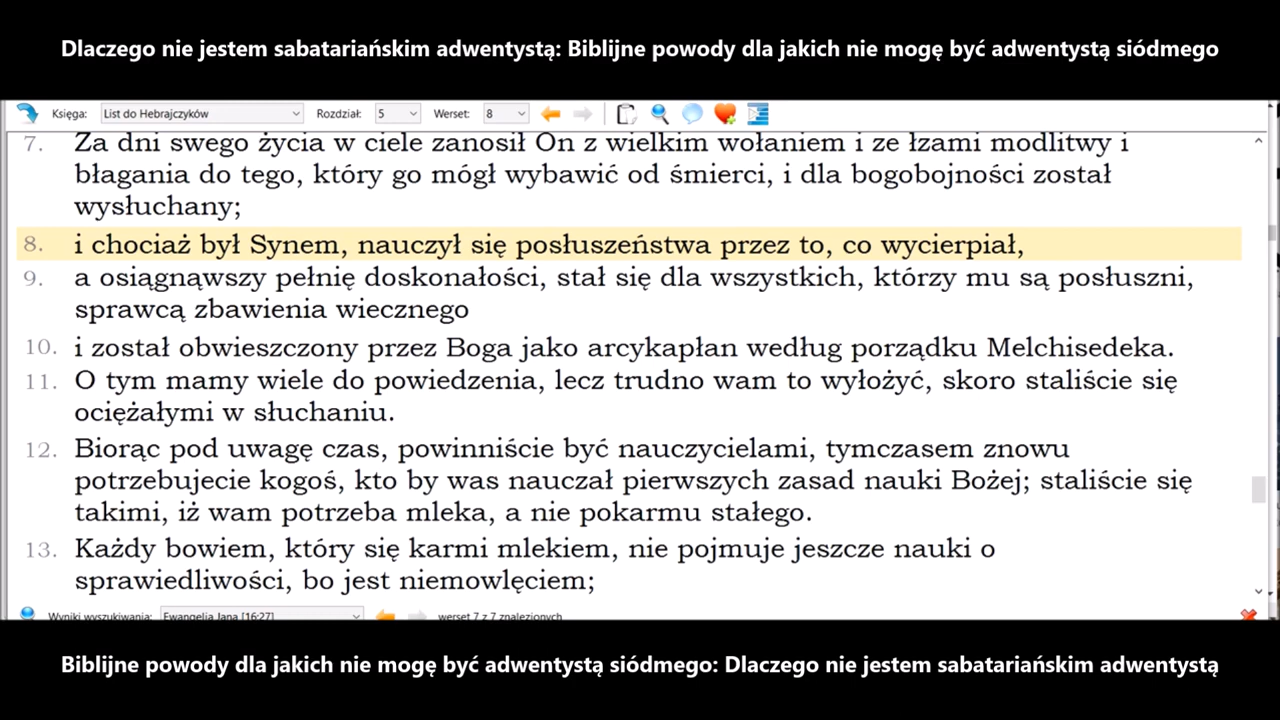 Dlaczego nie jestem sabatariańskim adwentystą: Biblijne powody dla jakich nie mogę być adwentystą siódmego
Księga: List do Hebrajczyków Rozdział: 5 Werset: 8
7. Za dni swego życia w ciele zanosił On z wielkim wołaniem i ze łzami modlitwy i
błagania do tego, który go mógł wybawić od śmierci, i dla bogobojności został
wysłuchany;
8. i chociaż był Synem, nauczył się posłuszeństwa przez to, co wycierpiał,
9. a osiągnąwszy pełnię doskonałości, stał się dla wszystkich, którzy mu są posłuszni,
sprawcą zbawienia wiecznego
10. i został obwieszczony przez Boga jako arcykapłan według porządku Melchisedeka.
11. O tym mamy wiele do powiedzenia, lecz trudno wam to wyłożyć, skoro staliście się
ociężałymi w słuchaniu.
12. Biorąc pod uwagę czas, powinniście być nauczycielami, tymczasem znowu
potrzebujecie kogoś, kto by was nauczał pierwszych zasad nauki Bożej; staliście się
takimi, iż wam potrzeba mleka, a nie pokarmu stałego.
13. Każdy bowiem, który się karmi mlekiem, nie pojmuje jeszcze nauki o
sprawiedliwości, bo jest niemowlęciem;
Wyniki wyszukiwania: Ewangelia Jana [16:27] werset 7 z 7 znalezionych
Biblijne powody dla jakich nie mogę być adwentystą siódmego: Dlaczego nie jestem sabatariańskim adwentystą